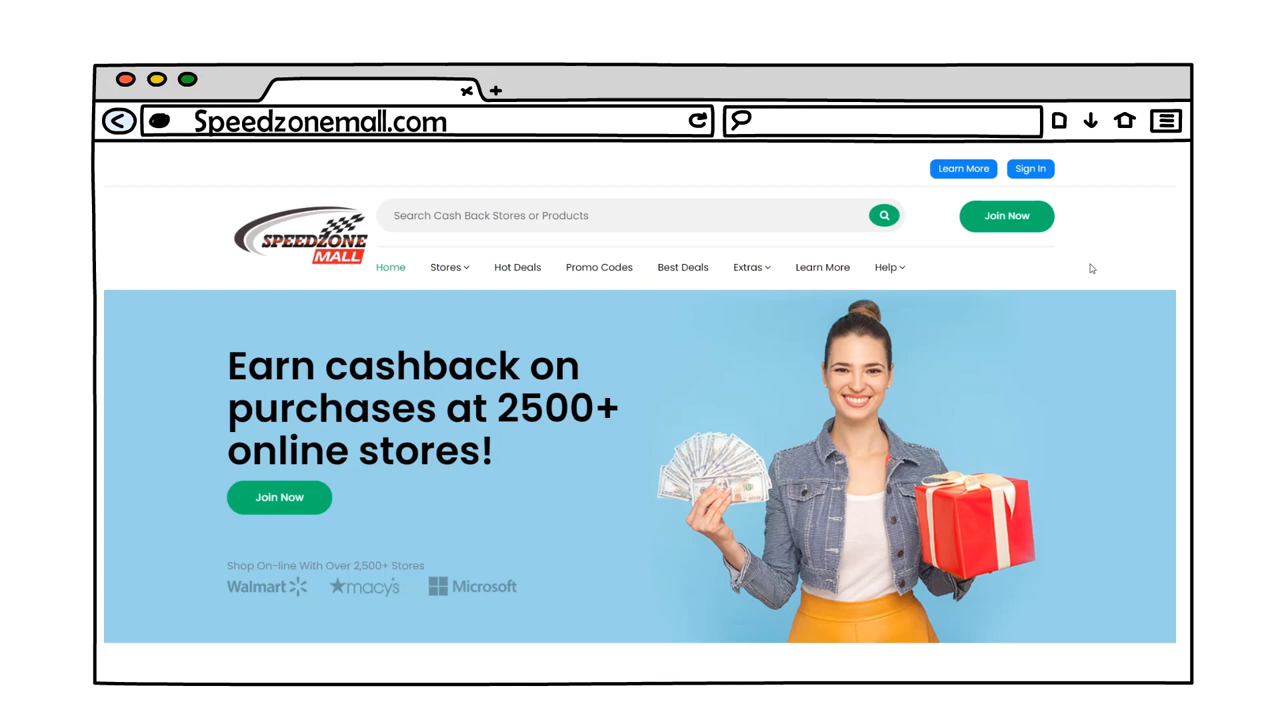 Speedzonemall.com
Learn More Sign In
Search Cash Back Stores or Products
Join Now
SPEEDZONE
MALL
Home Stores Hot Deals Promo Codes Best Deals Extras Learn More Help
Earn cashback on
purchases at 2500+
online stores!
Join Now
Shop On-line With Over 2,500+ Stores
Walmart macy's Microsoft